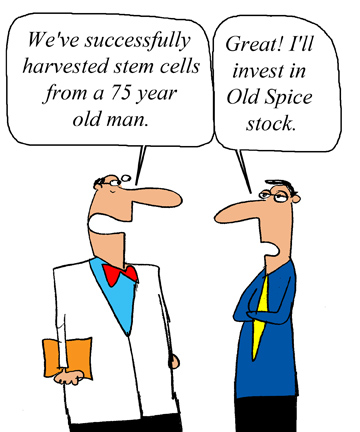 We've successfully
harvested stem cells
from a 75 year
old man.
Great! I'll
invest in
Old Spice
stock.